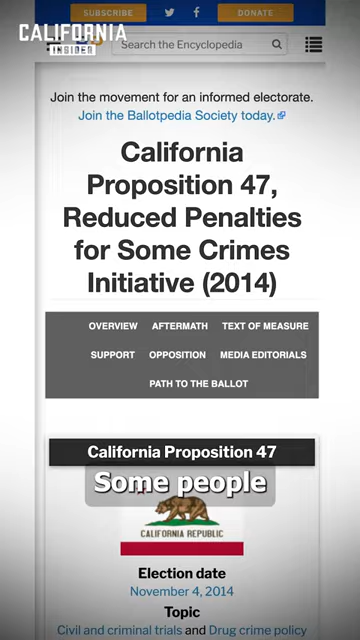 SUBSCRIBE
DONATE
CALIFORNIA
INSIDER
Search the Encyclopedia
Join the movement for an informed electorate.
Join the Ballotpedia Society today.
California
Proposition 47,
Reduced Penalties
for Some Crimes
Initiative (2014)
OVERVIEW AFTERMATH TEXT OF MEASURE
SUPPORT OPPOSITION MEDIA EDITORIALS
PATH TO THE BALLOT
California Proposition 47
Some people
CALIFORNIA REPUBLIC
Election date
November 4, 2014
Topic
Civil and criminal trials and Drug crime policy